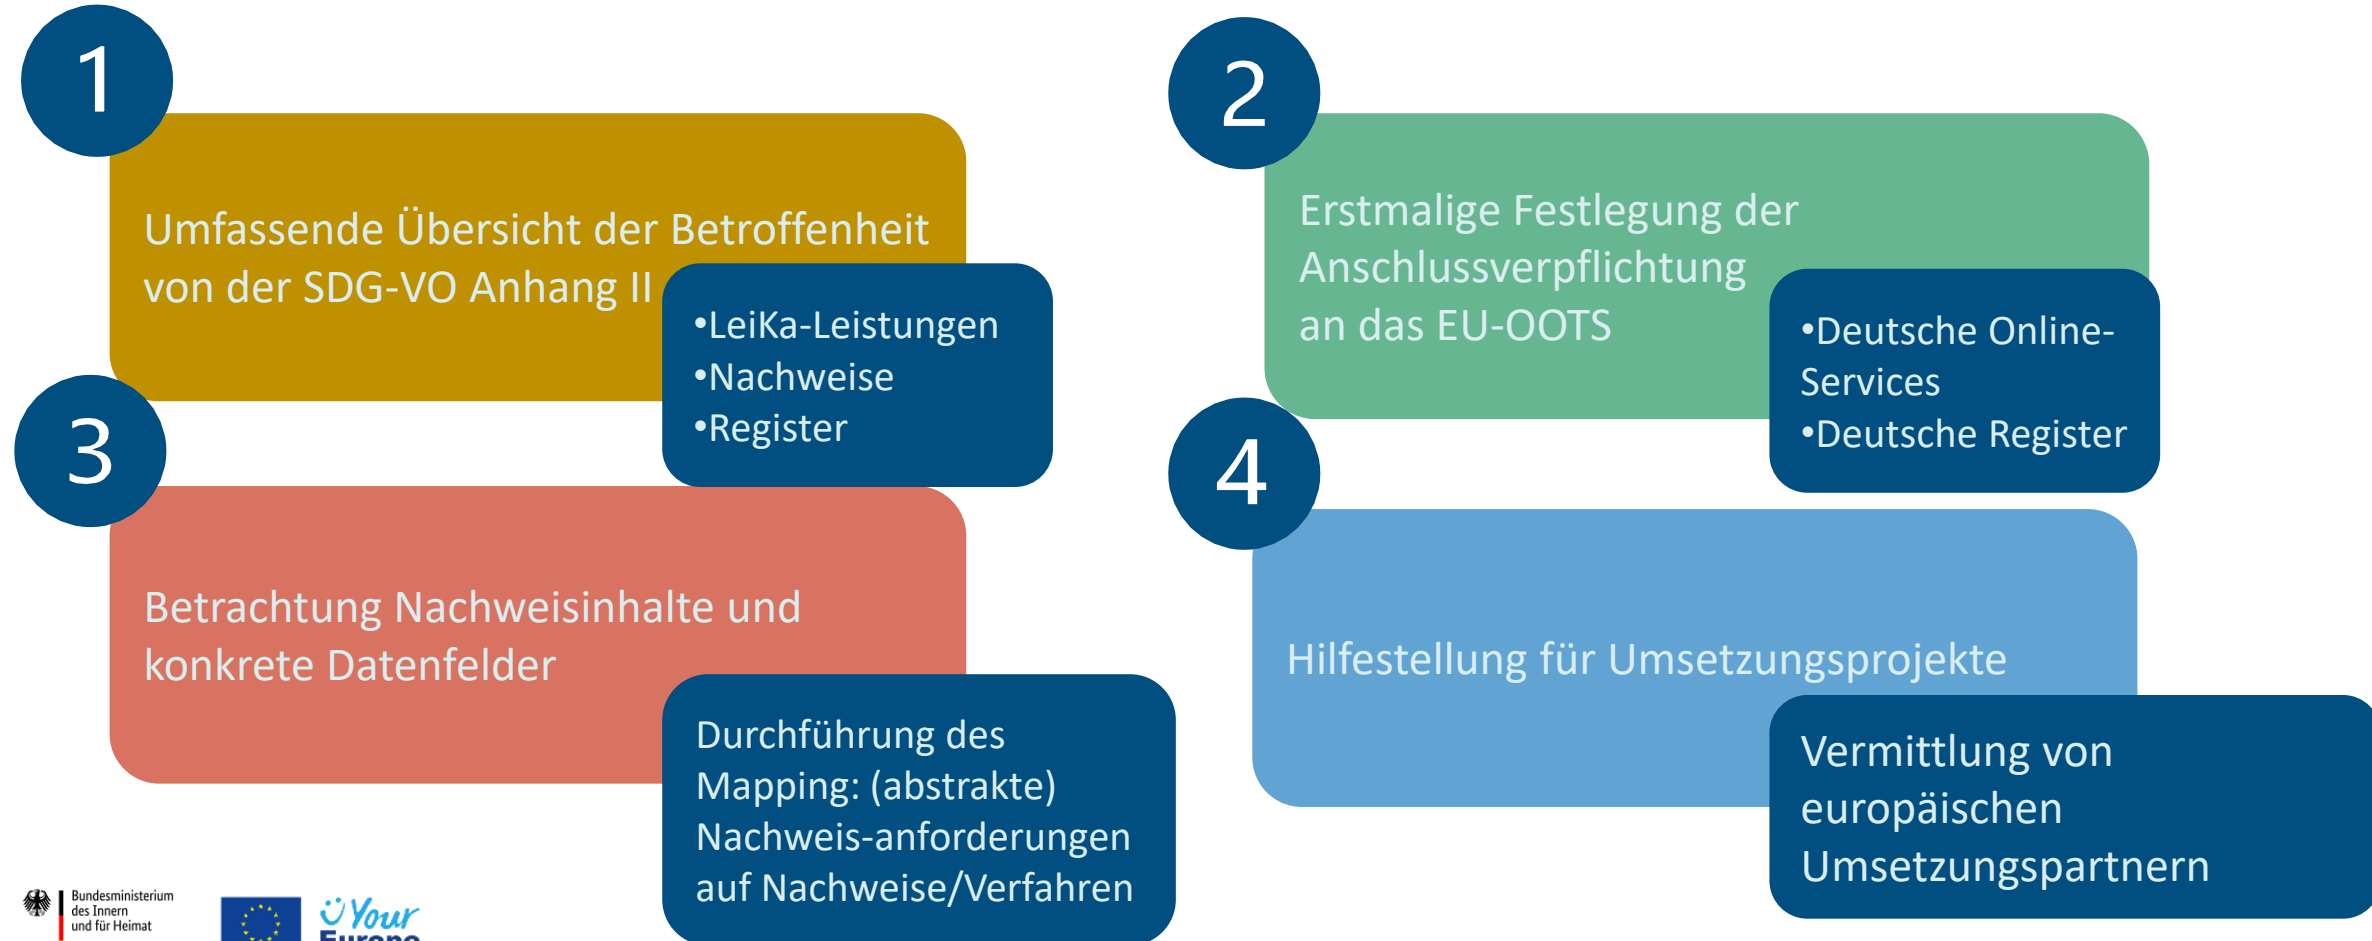 1
Umfassende Übersicht der Betroffenheit
von der SDG-VO Anhang II
•LeiKa-Leistungen
•Nachweise
•Register
2
Erstmalige Festlegung der
Anschlussverpflichtung
an das EU-OOTS
•Deutsche Online-
Services
•Deutsche Register
3
Betrachtung Nachweisinhalte und
konkrete Datenfelder
Durchführung des
Mapping: (abstrakte)
Nachweis-anforderungen
auf Nachweise/Verfahren
4
Hilfestellung für Umsetzungsprojekte
Vermittlung von
europäischen
Umsetzungspartnern
Bundesministerium
des Innern
und für Heimat
Your
Europe